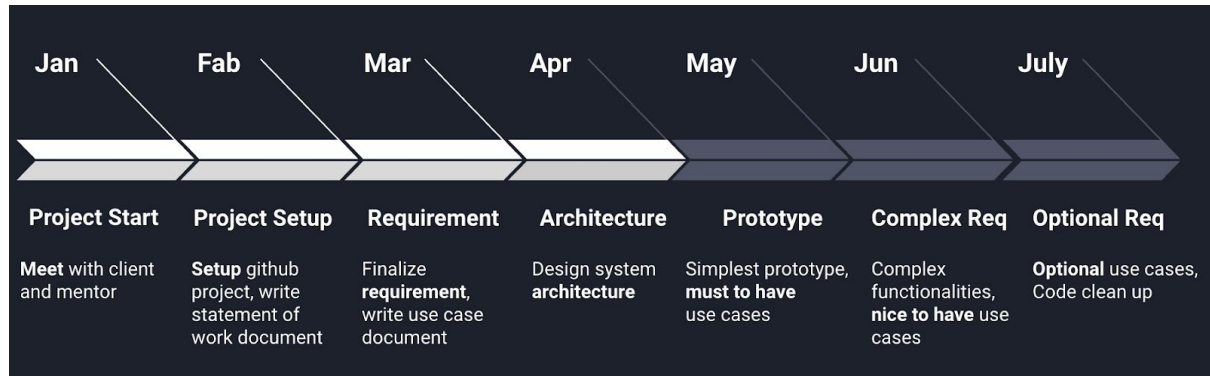 Jan
Fab
Mar
Apr
May
Jun
July
Project Start
Project Setup
Requirement
Architecture
Prototype
Complex Req
Optional Req
Meet with client
and mentor
Setup github
project, write
statement of
work document
Finalize
requirement,
write use case
document
Design system
architecture
Simplest prototype,
must to have
use cases
Complex
functionalities,
nice to have use
cases
Optional use cases,
Code clean up